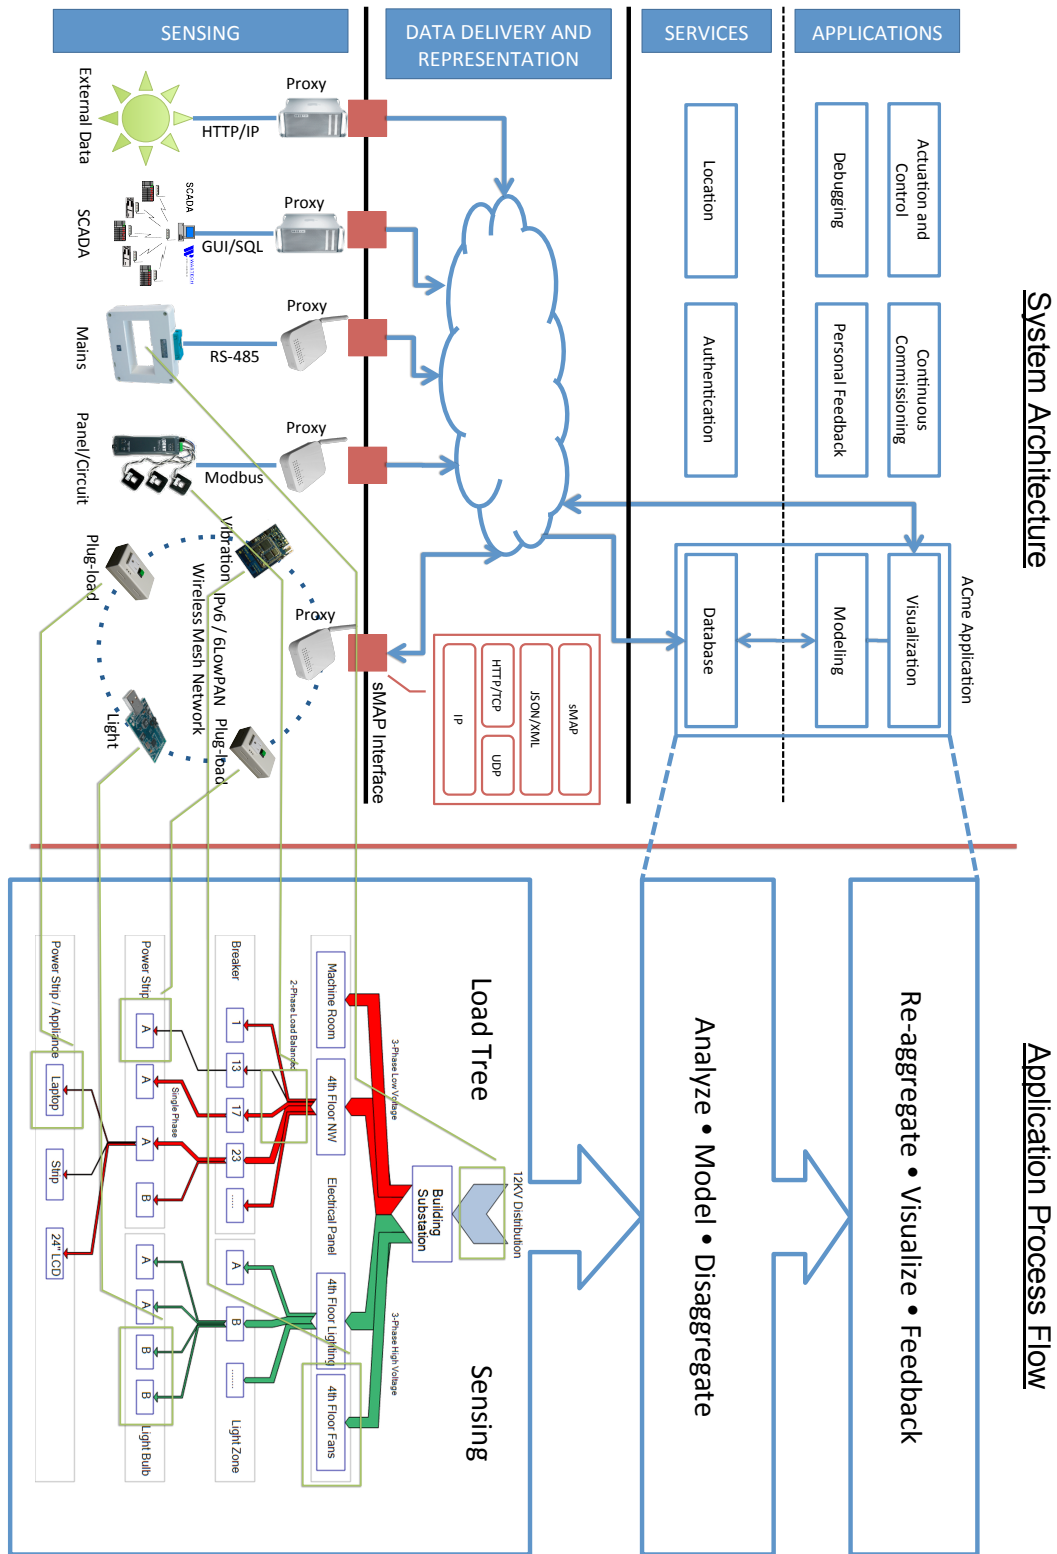 System Architecture
Application Process Flow
APPLICATIONS
SERVICES
DATA DELIVERY AND
REPRESENTATION
SENSING
Actuation and
Control
Debugging
Continuous
Commissioning
Personal Feedback
ACme Application
Visualization
Modeling
Database
Location
Authentication
sMAP
JSON/XML
HTTP/TCP
UDP
IP
sMAP Interface
Proxy
HTTP/IP
External Data
Proxy
GUI/SQL
SCADA
SCADA
Proxy
RS-485
Mains
Proxy
Modbus
Panel/Circuit
Proxy
Vibration
IPv6 / 6LowPAN
Wireless Mesh Network
Plug-load
Plug-load
Light
Re-aggregate • Visualize • Feedback
Analyze • Model • Disaggregate
Load Tree
Sensing
12KV Distribution
Building
Substation
3-Phase Low Voltage
3-Phase High Voltage
Machine Room
4th Floor NW
Electrical Panel
4th Floor Lighting
4th Floor Fans
2-Phase Load Balanced
Breaker
1
13
17
23
......
A
B
......
Light Zone
Single Phase
Power Strip
A
A
A
B
A
A
B
B
Light Bulb
Power Strip / Appliance
Laptop
Strip
24" LCD